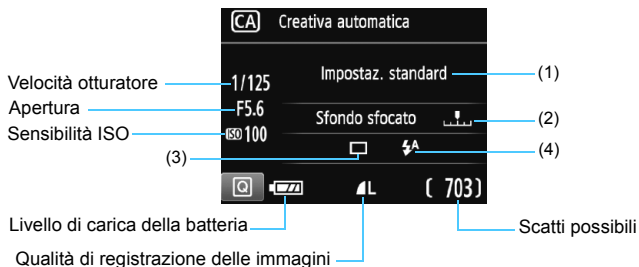 CA Creativa automatica
Velocità otturatore 1/125 Impostaz. standard (1)
Apertura F5.6
Sensibilità ISO ISO 100 Sfondo sfocato (2)
(3) A (4)
Q L ( 703)
Livello di carica della batteria Scatti possibili
Qualità di registrazione delle immagini